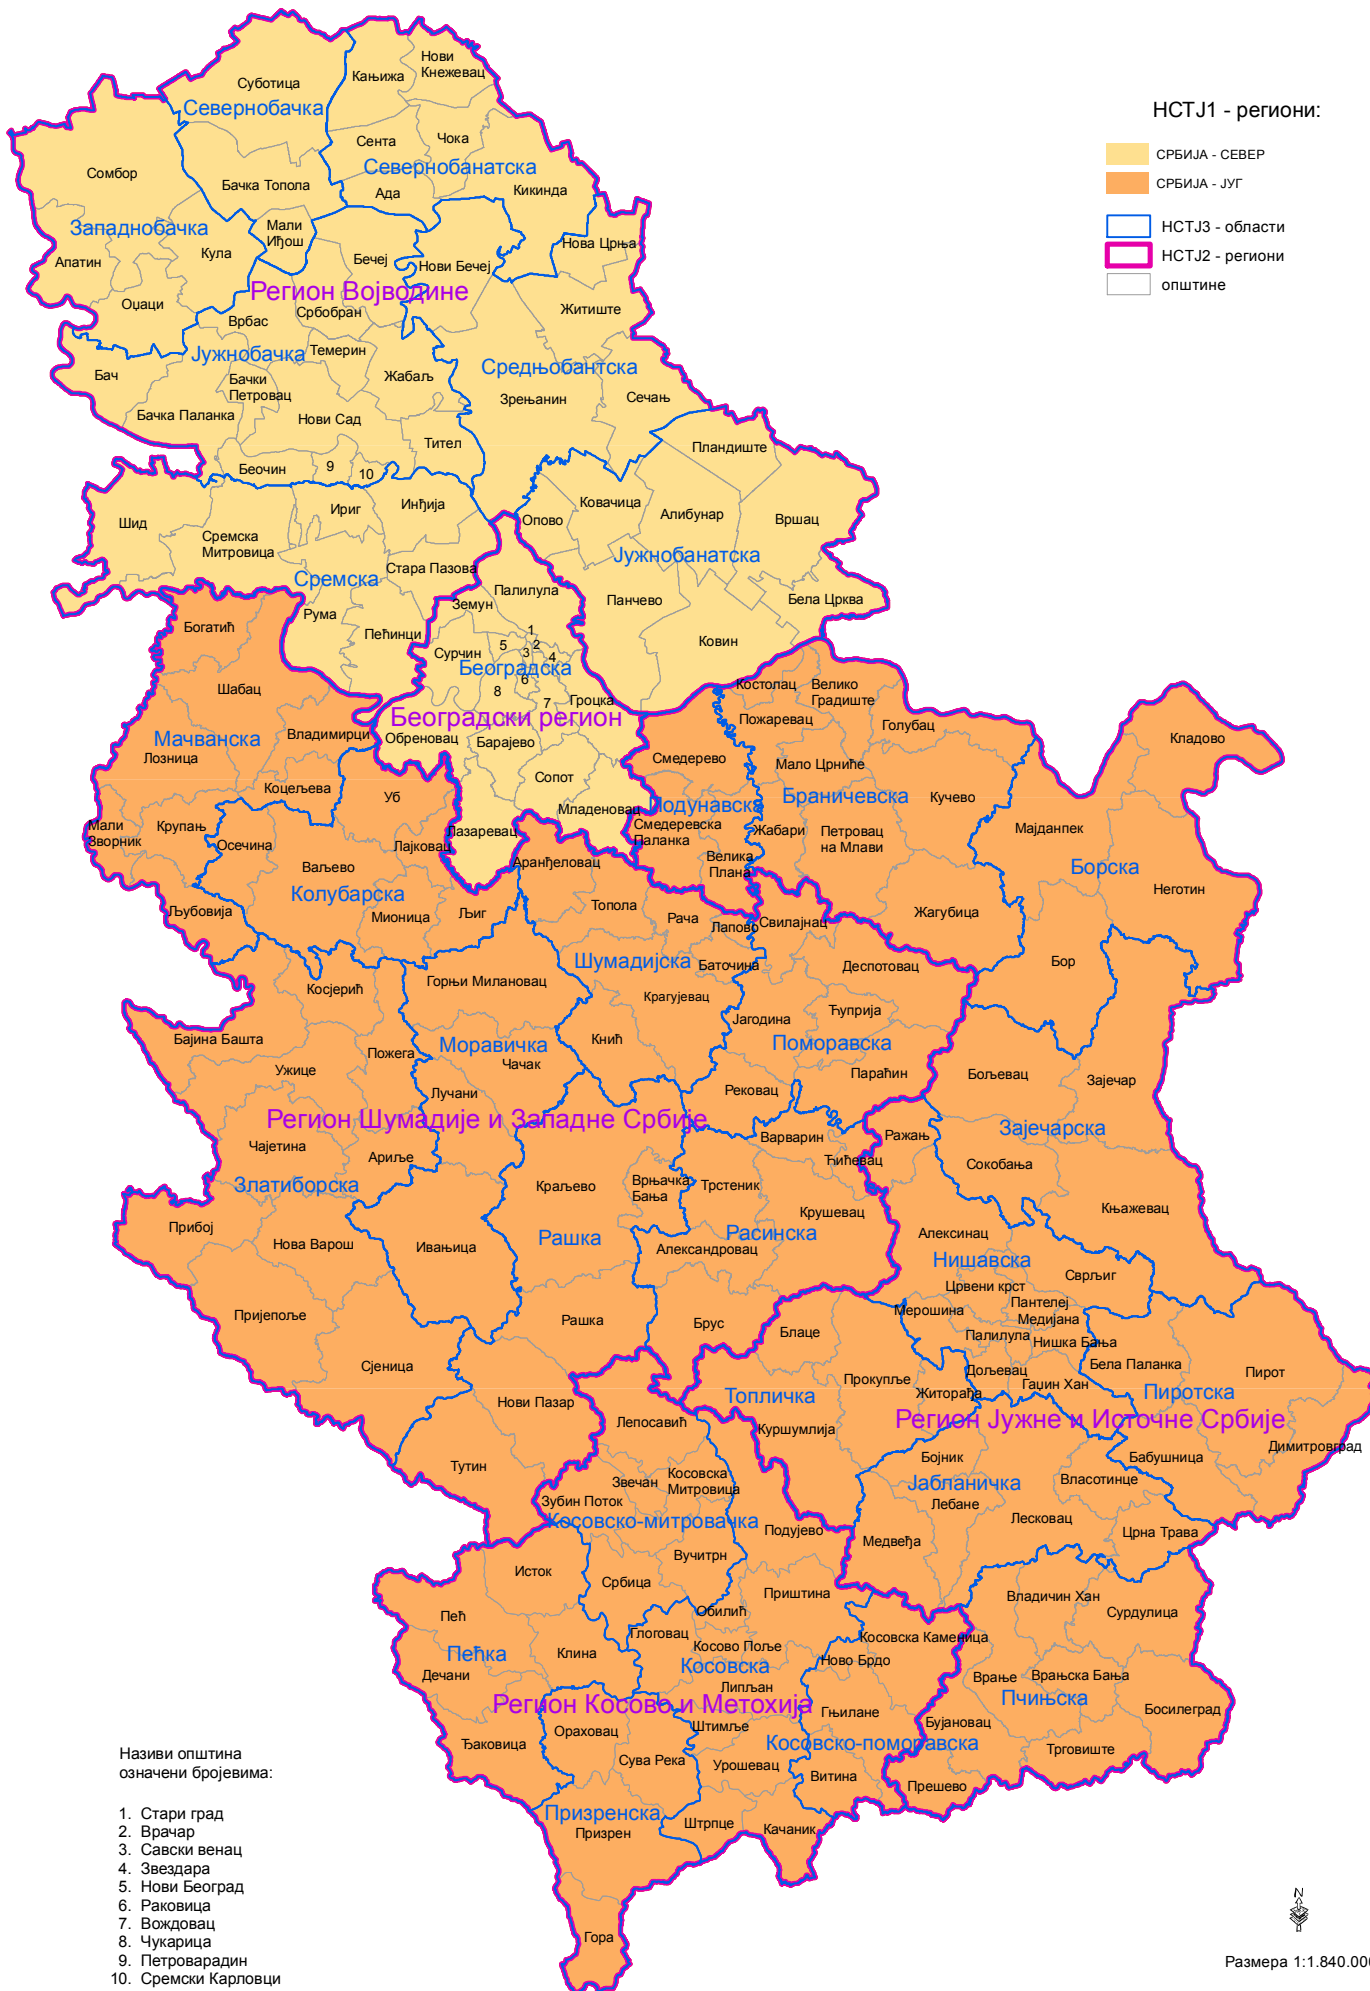 НСТЈ1 - региони:
СРБИЈА - СЕВЕР
СРБИЈА - ЈУГ
НСТЈ3 - области
НСТЈ2 - региони
општине
Суботица
Кањижа
Нови
Кнежевац
Севернобачка
Сента
Чока
Сомбор
Севернобанатска
Бачка Топола
Ада
Кикинда
Западнобачка
Мали
Иђош
Нова Црња
Апатин
Кула
Бечеј
Нови Бечеј
Регион Војводине
Оџаци
Врбас
Србобран
Житиште
Јужнобачка
Темерин
Средњобантска
Бач
Бачки
Петровац
Жабаљ
Зрењанин
Сечањ
Бачка Паланка
Нови Сад
Тител
Пландиште
Беочин
9
10
Шид
Сремска
Митровица
Ириг
Инђија
Опово
Ковачица
Алибунар
Вршац
Јужнобанатска
Сремска
Стара Пазова
Палилула
Панчево
Бела Црква
Земун
Рума
Пећинци
Сурчин
Ковин
1
2
3
4
5
6
7
8
Београдска
Гроцка
Београдски регион
Обреновац
Барајево
Сопот
Младеновац
Лазаревац
Богатић
Шабац
Мачванска
Владимирци
Лозница
Коцељева
Уб
Мали
Зворник
Крупањ
Осечина
Ваљево
Лајковац
Колубарска
Мионица
Љиг
Љубовија
Костолац
Велико
Градиште
Пожаревац
Голубац
Смедерево
Мало Црниће
Подунавска
Браничевска
Кучево
Смедеревска
Паланка
Жабари
Петровац
на Млави
Велика
Плана
Жагубица
Кладово
Мајданпек
Борска
Неготин
Бор
Аранђеловац
Топола
Рача
Лапово
Свилајнац
Шумадијска
Баточина
Деспотовац
Крагујевац
Јагодина
Ћуприја
Кнић
Поморавска
Параћин
Рековац
Горњи Милановац
Косјерић
Бајина Башта
Моравичка
Чачак
Пожега
Ужице
Лучани
Регион Шумадије и Западне Србије
Чајетина
Ариље
Златиборска
Прибој
Нова Варош
Ивањица
Пријепоље
Сјеница
Краљево
Врњачка
Бања
Рашка
Рашка
Нови Пазар
Тутин
Варварин
Ћићевац
Трстеник
Крушевац
Расинска
Александровац
Брус
Бољевац
Зајечар
Зајечарска
Ражањ
Сокобања
Књажевац
Алексинац
Нишавска
Сврљиг
Црвени крст
Мерошина
Пантелеј
Медијана
Палилула
Нишка Бања
Бела Паланка
Пирот
Блаце
Дољевац
Гаџин Хан
Пиротска
Прокупље
Житорађа
Топличка
Регион Јужне и Источне Србије
Куршумлија
Димитровград
Бабушница
Бојник
Власотинце
Јабланичка
Лебане
Лесковац
Црна Трава
Медвеђа
Владичин Хан
Сурдулица
Врање
Врањска Бања
Пчињска
Босилеград
Бујановац
Трговиште
Прешево
Лепосавић
Звечан
Косовска
Митровица
Зубин Поток
Косовско-митровачка
Подујево
Вучитрн
Исток
Србица
Приштина
Пећ
Обилић
Глоговац
Косовска Каменица
Косово Поље
Клина
Пећка
Ново Брдо
Косовска
Дечани
Липљан
Регион Косово и Метохија
Гњилане
Штимље
Ораховац
Ђаковица
Сува Река
Косовско-поморавска
Урошевац
Витина
Призренска
Призрен
Штрпце
Качаник
Гора
Називи општина
означени бројевима:
1. Стари град
2. Врачар
3. Савски венац
4. Звездара
5. Нови Београд
6. Раковица
7. Вождовац
8. Чукарица
9. Петроварадин
10. Сремски Карловци
N
Размера 1:1.840.000